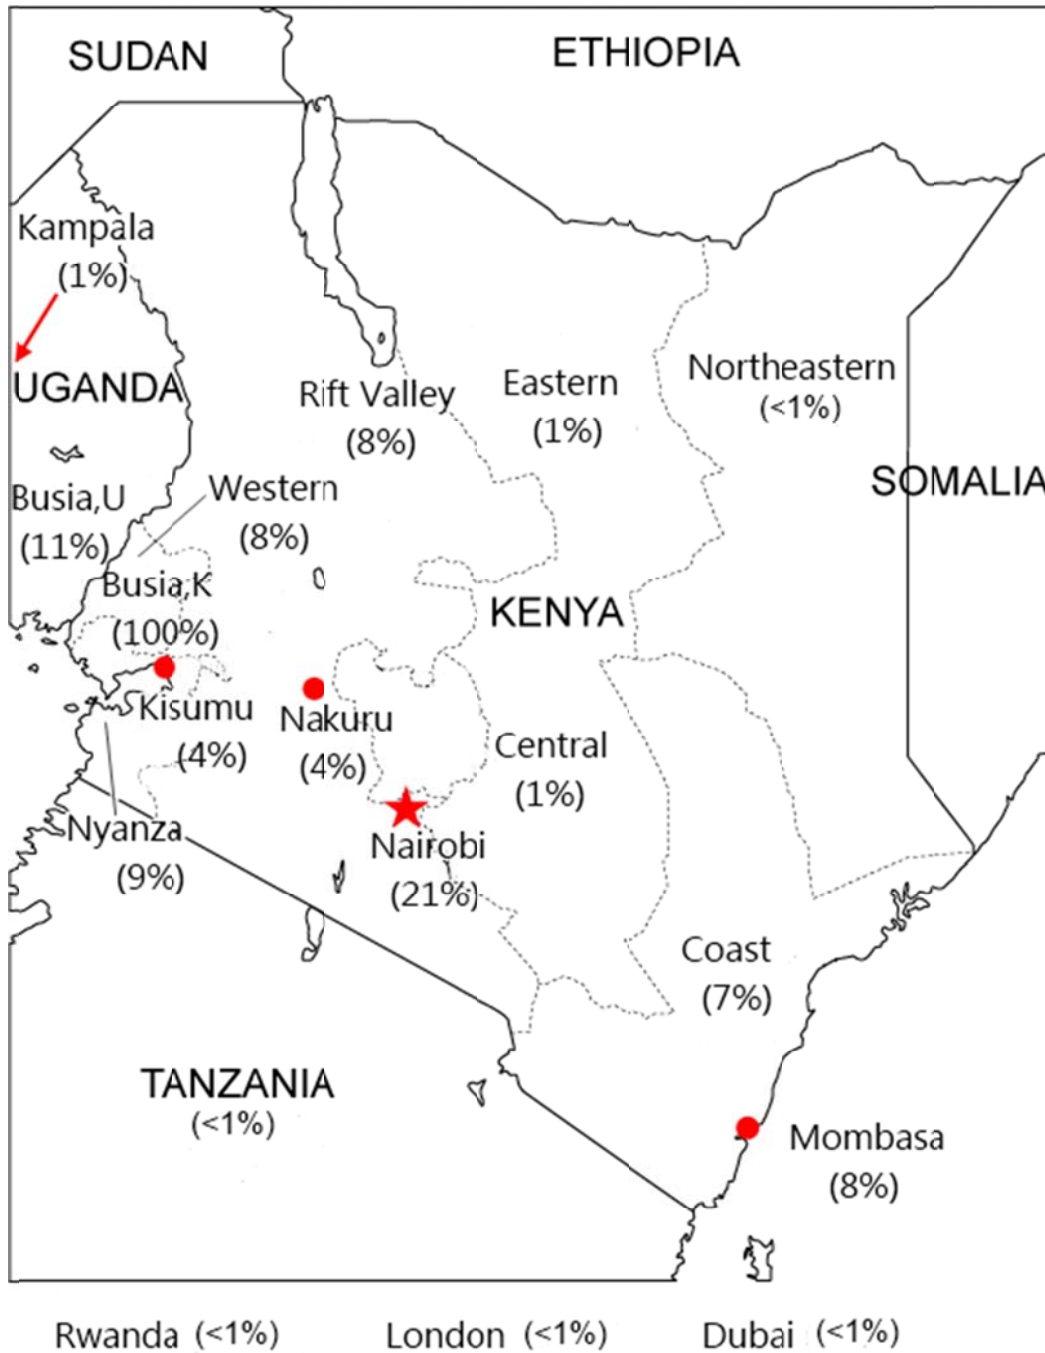 SUDAN
ETHIOPIA
Kampala
(1%)
UGANDA
Rift Valley
(8%)
Eastern
(1%)
Northeastern
(<1%)
SOMALIA
Western
(8%)
Busia,U
(11%)
Busia,K
(100%)
KENYA
Kisumu
(4%)
Nakuru
(4%)
Central
(1%)
Nyanza
(9%)
Nairobi
(21%)
Coast
(7%)
TANZANIA
(<1%)
Mombasa
(8%)
Rwanda (<1%)
London (<1%)
Dubai (<1%)